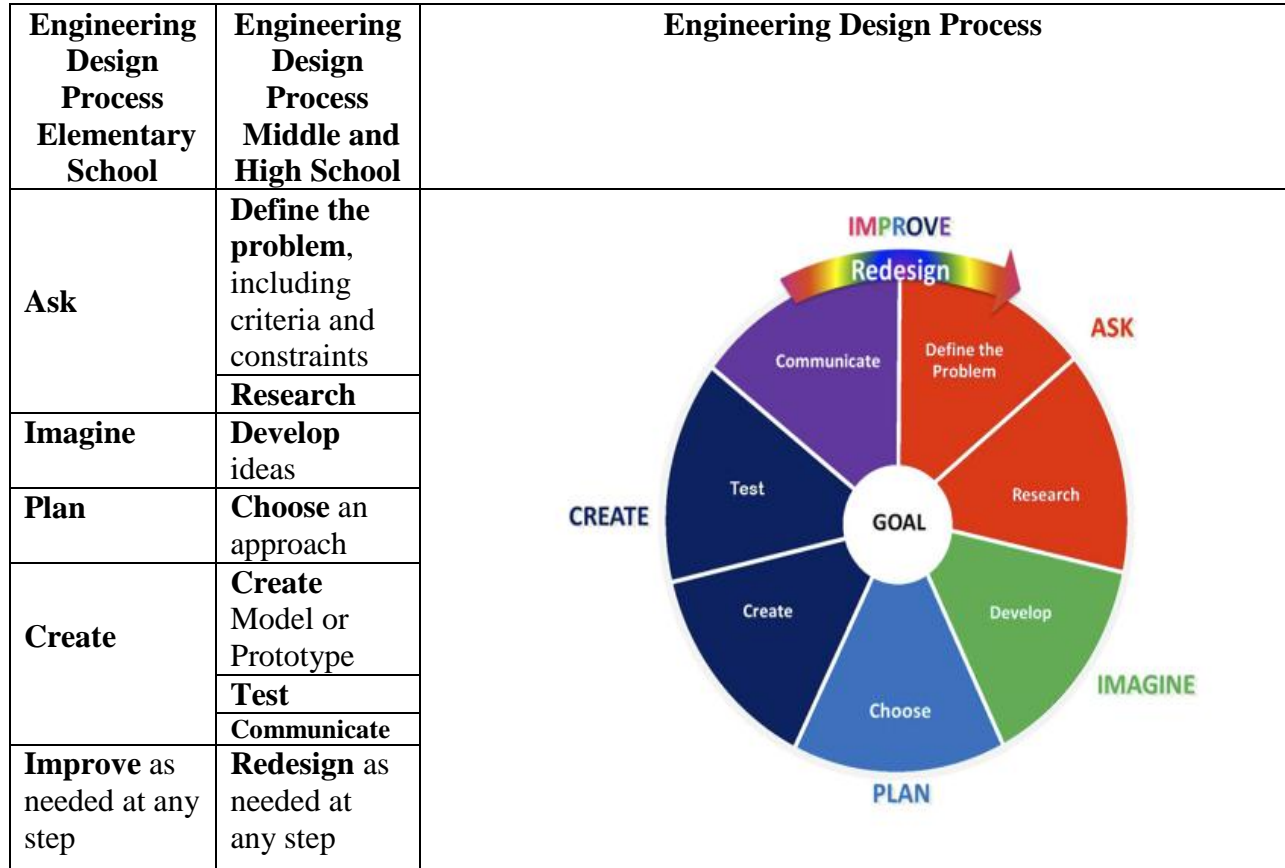 Engineering
Design
Process
Elementary
School
Engineering
Design
Process
Middle and
High School
Engineering Design Process
Ask
Define the
problem,
including
criteria and
constraints
Research
Imagine
Develop
ideas
Plan
Choose an
approach
Create
Create
Model or
Prototype
Test
Communicate
Improve as
needed at any
step
Redesign as
needed at
any step
IMPROVE
Redesign
ASK
Communicate
Define the
Problem
Test
Research
CREATE
GOAL
Create
Develop
IMAGINE
Choose
PLAN